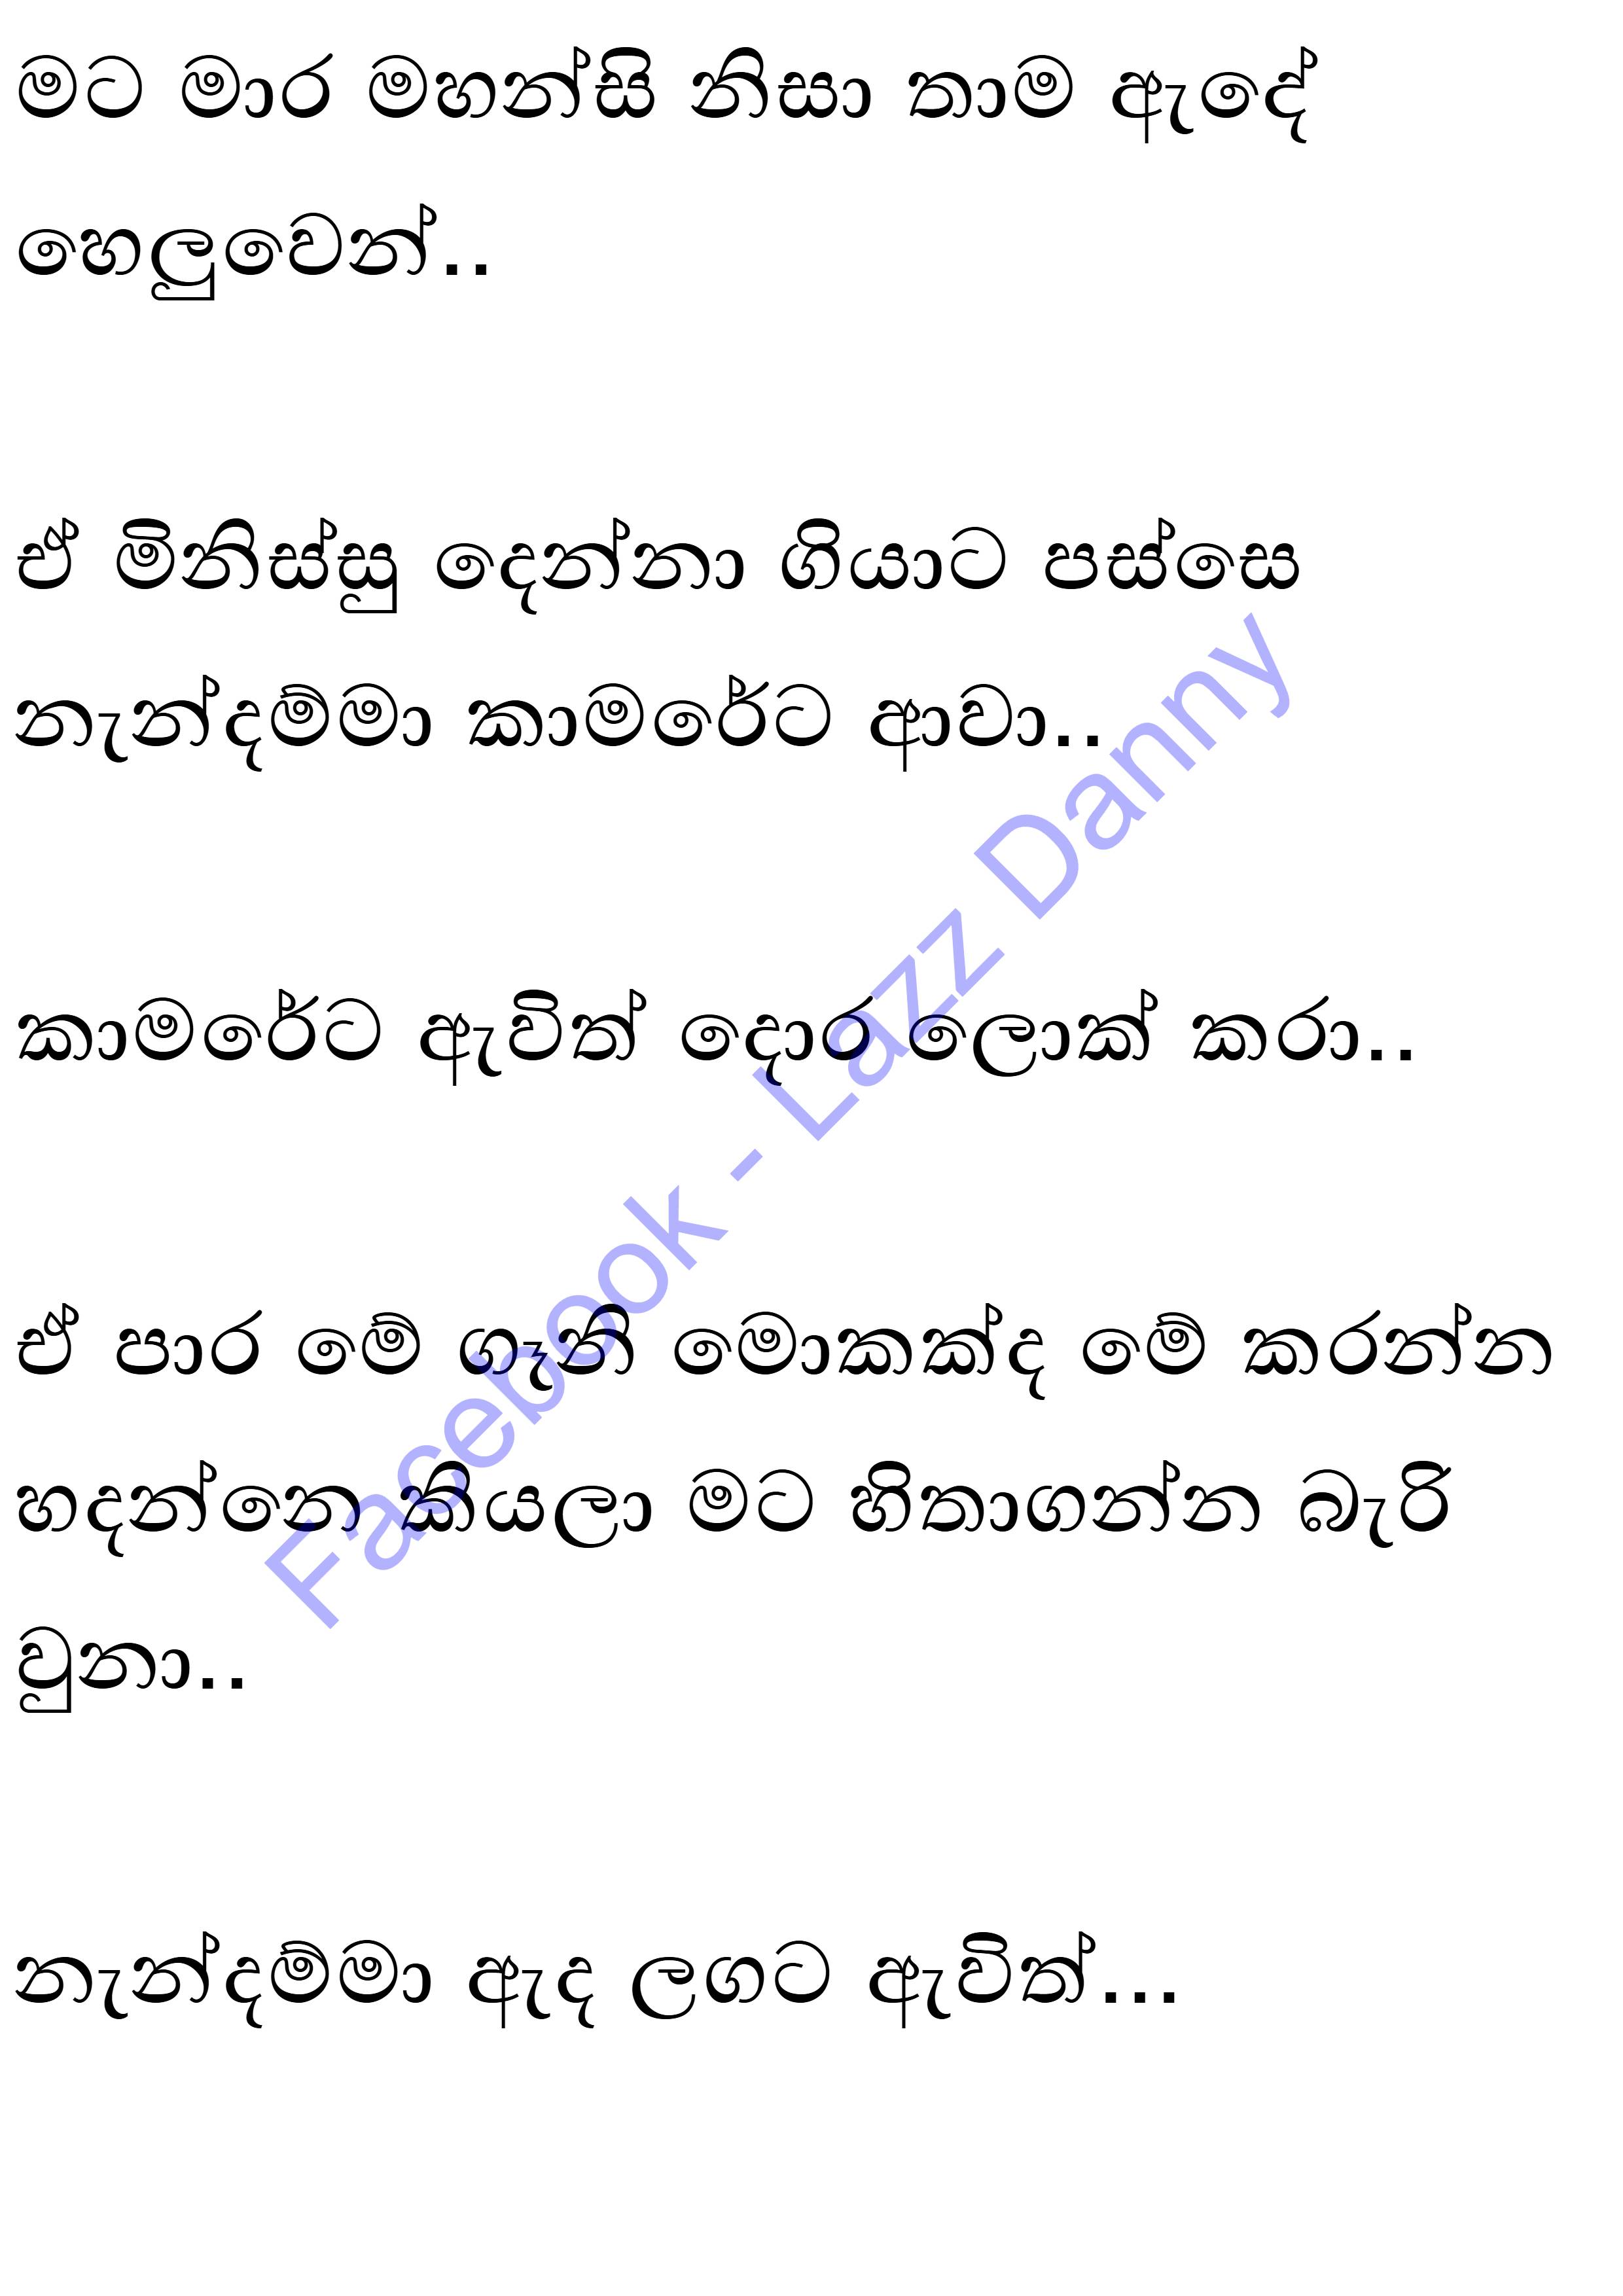 මට මාර මහන්සි නිසා තාම ඇදේ
හෙලුවෙන්..
ඒ මිනිස්සු දෙන්නා ගියාට පස්සෙ
නැන්දම්මා කාමරේට ආවා..
කාමරේට ඇවිත් දොර ලොක් කරා..
ඒ පාර මේ ගෑනි මොකක්ද මේ කරන්න
හදන්නෙ කියලා මට හිතාගන්න බැරි
වුනා..
නැන්දම්මා ඇද ලගට ඇවිත්...
Facebook - Lazz Danny